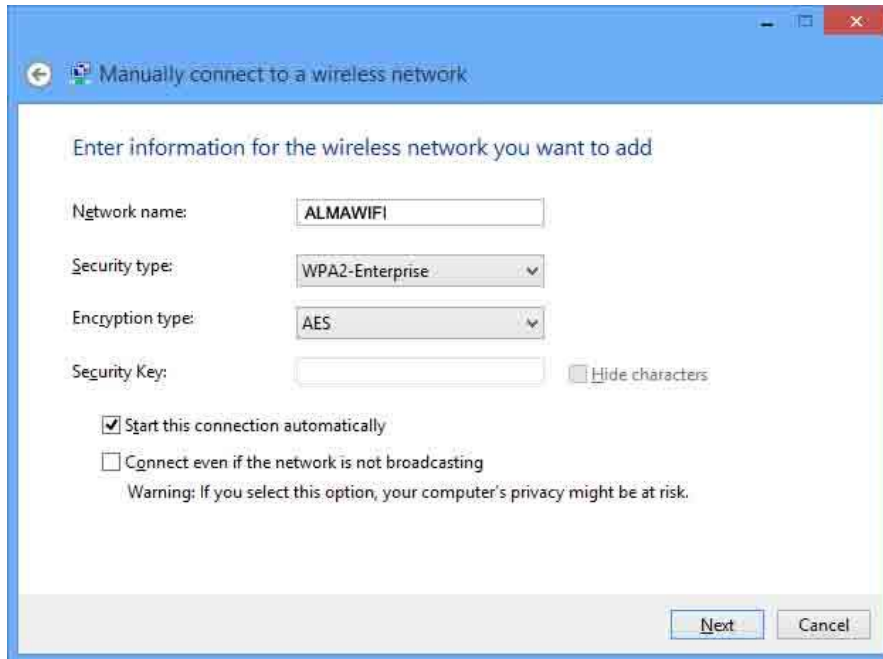 Manually connect to a wireless network
Enter information for the wireless network you want to add
Network name: ALMAWIFI
Security type: WPA2-Enterprise
Encryption type: AES
Security Key: Hide characters
Start this connection automatically
Connect even if the network is not broadcasting
Warning: If you select this option, your computer's privacy might be at risk.
Next Cancel